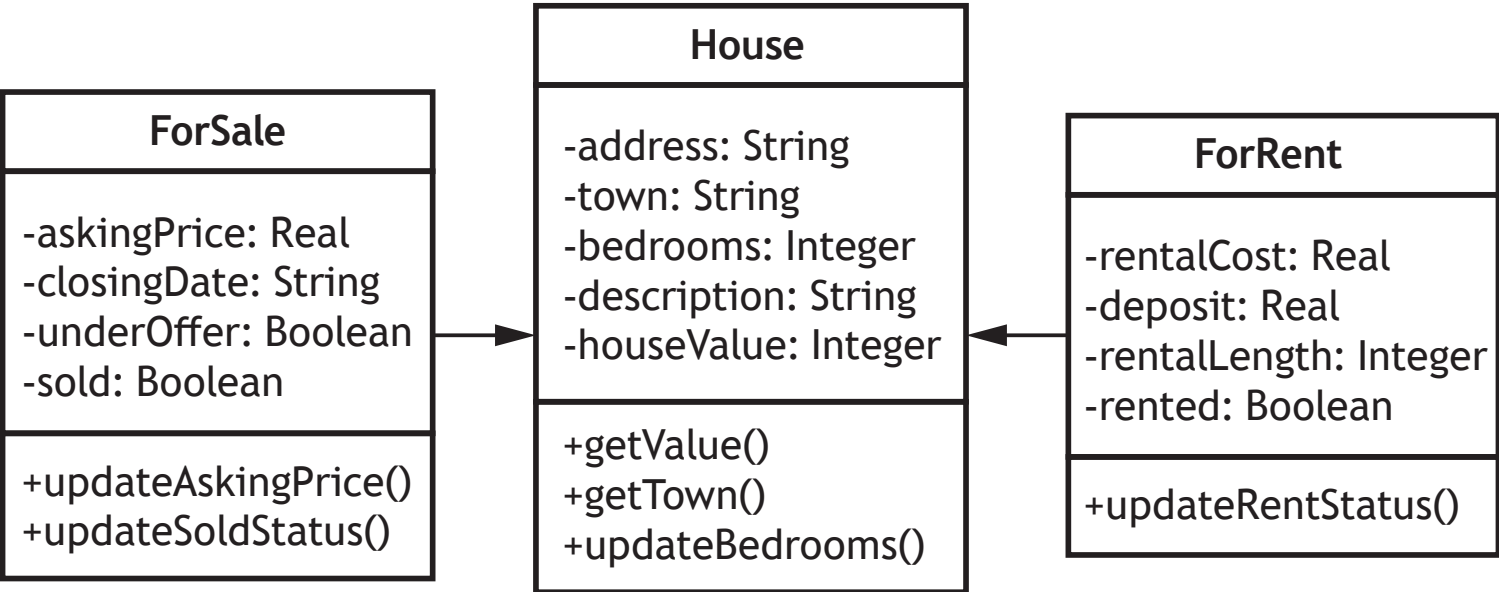 ForSale
-askingPrice: Real
-closingDate: String
-underOffer: Boolean
-sold: Boolean
+updateAskingPrice()
+updateSoldStatus()
House
-address: String
-town: String
-bedrooms: Integer
-description: String
-houseValue: Integer
+getValue()
+getTown()
+updateBedrooms()
ForRent
-rentalCost: Real
-deposit: Real
-rentalLength: Integer
-rented: Boolean
+updateRentStatus()